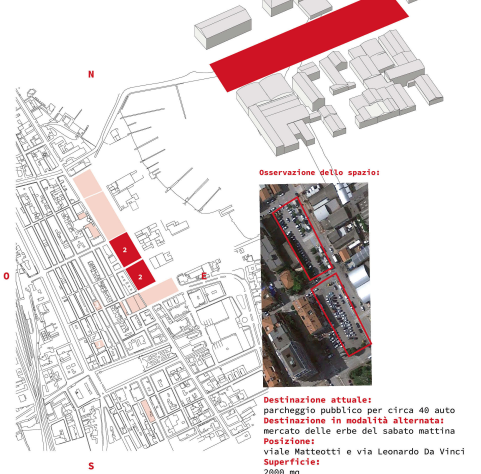 N
Osservazione dello spazio:
2
O
E
2
Destinazione attuale:
parcheggio pubblico per circa 40 auto
Destinazione in modalità alternata:
mercato delle erbe del sabato mattina
Posizione:
viale Matteotti e via Leonardo Da Vinci
Superficie:
2000 mq
S